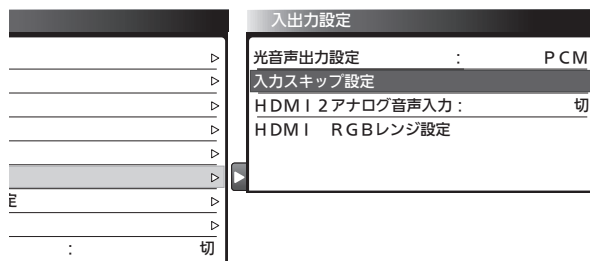 入出力設定
光音声出力設定 : PCM
入力スキップ設定
HDMI2アナログ音声入力: 切
HDMI RGBレンジ設定
定
: 切